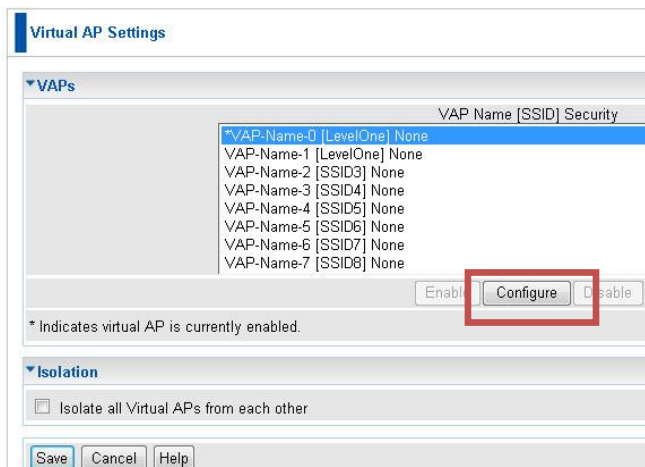 Virtual AP Settings
VAPs
VAP Name [SSID] Security
*VAP-Name-0 [LevelOne] None
VAP-Name-1 [LevelOne] None
VAP-Name-2 [SSID3] None
VAP-Name-3 [SSID4] None
VAP-Name-4 [SSID5] None
VAP-Name-5 [SSID6] None
VAP-Name-6 [SSID7] None
VAP-Name-7 [SSID8] None
Enable Configure Disable
* Indicates virtual AP is currently enabled.
Isolation
Isolate all Virtual APs from each other
Save Cancel Help